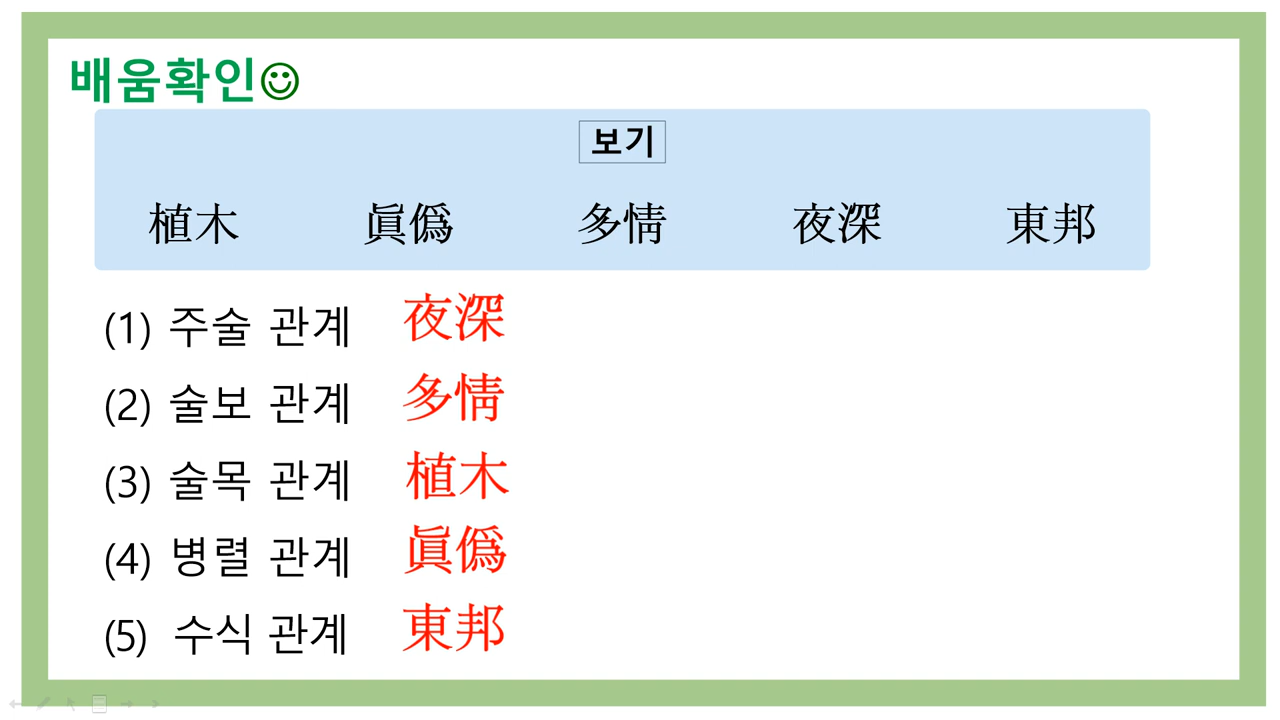 배움확인☺
보기
植木 眞僞 多情 夜深 東邦
(1) 주술 관계 夜深
(2) 술보 관계 多情
(3) 술목 관계 植木
(4) 병렬 관계 眞僞
(5) 수식 관계 東邦